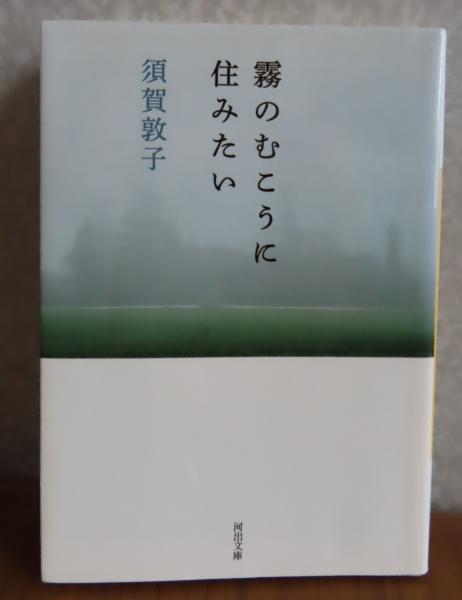 霧のむこうに
住みたい
須賀敦子
河出文庫